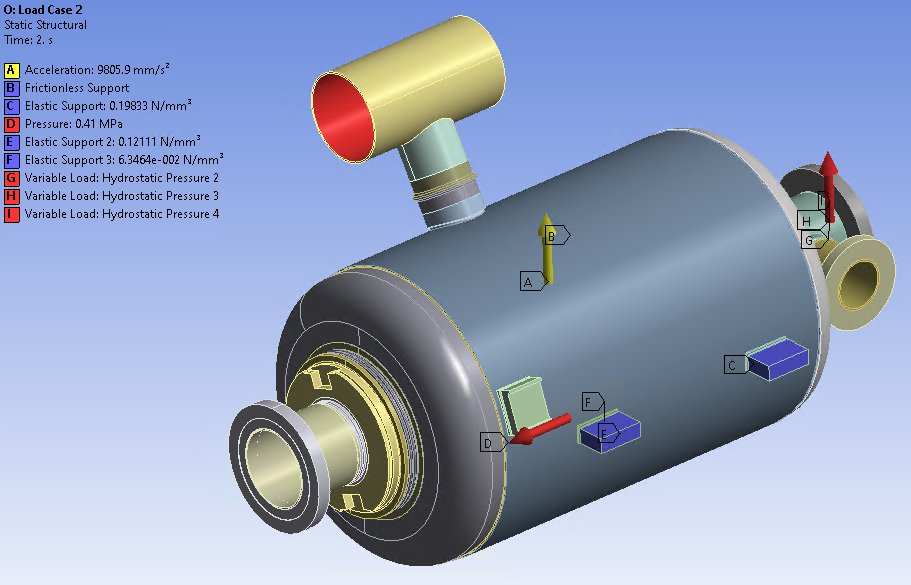 O: Load Case 2
Static Structural
Time: 2. s
A Acceleration: 9805.9 mm/s²
B Frictionless Support
C Elastic Support: 0.19833 N/mm³
D Pressure: 0.41 MPa
E Elastic Support 2: 0.12111 N/mm³
F Elastic Support 3: 6.3464e-002 N/mm³
G Variable Load: Hydrostatic Pressure 2
H Variable Load: Hydrostatic Pressure 3
I Variable Load: Hydrostatic Pressure 4
I
H
G
B
A
C
F
E
D